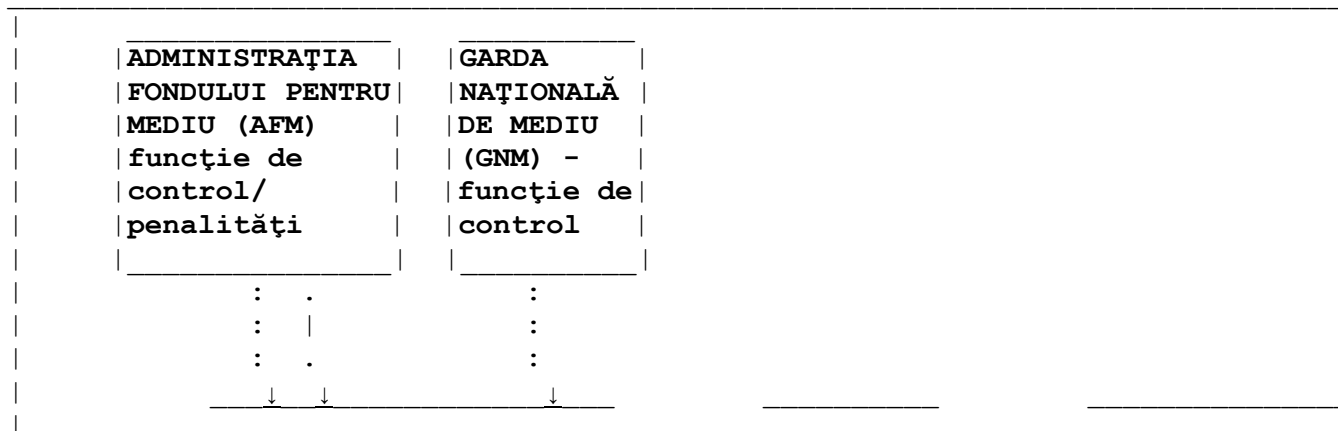 ADMINISTRAŢIA
FONDULUI PENTRU
MEDIU (AFM)
funcţie de
control/
penalităţi
GARDA
NAŢIONALĂ
DE MEDIU
(GNM) -
funcţie de
control